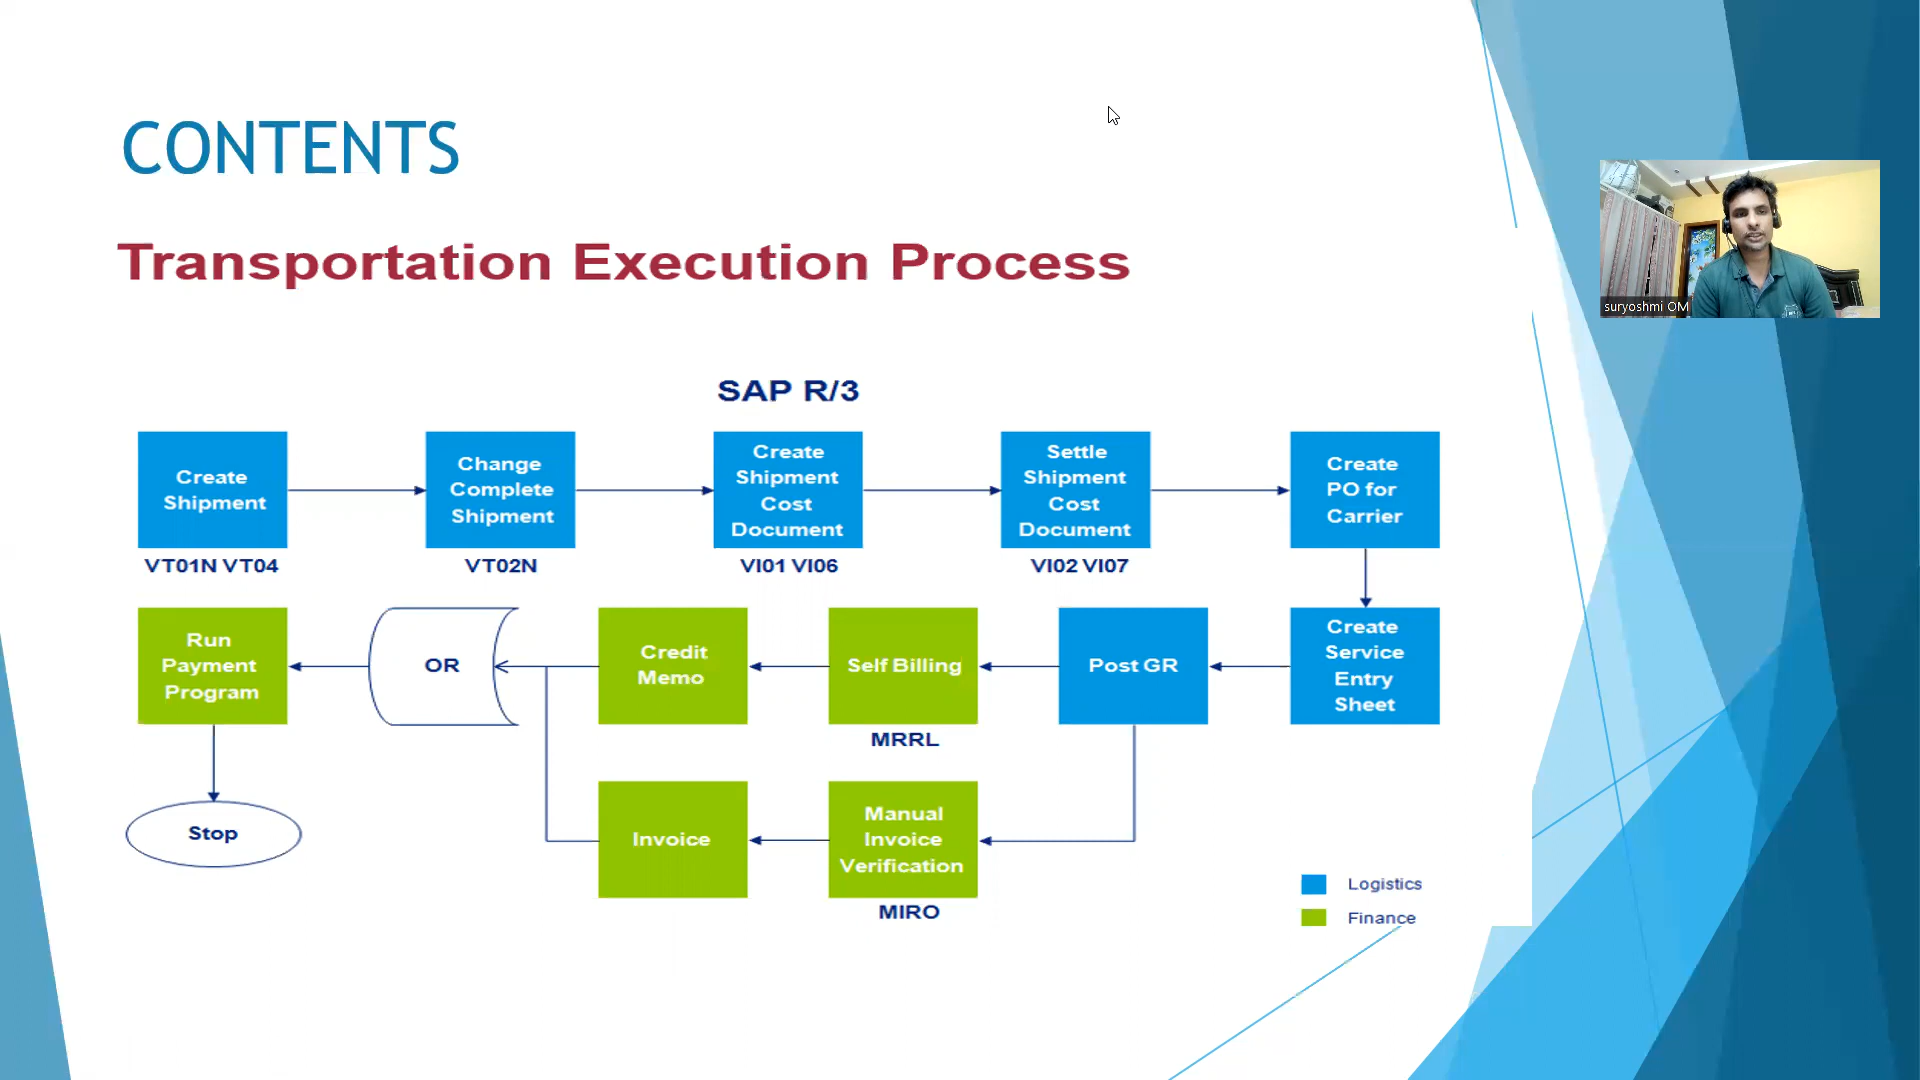 CONTENTS
Transportation Execution Process
SAP R/3
Create
Shipment
VT01N VT04
Change
Complete
Shipment
VT02N
Create
Shipment
Cost
Document
VI01 VI06
Settle
Shipment
Cost
Document
VI02 VI07
Create
PO for
Carrier
Create
Service
Entry
Sheet
Post GR
Self Billing
MRRL
Credit
Memo
OR
Run
Payment
Program
Stop
Invoice
Manual
Invoice
Verification
MIRO
Logistics
Finance
suryoshmi OM